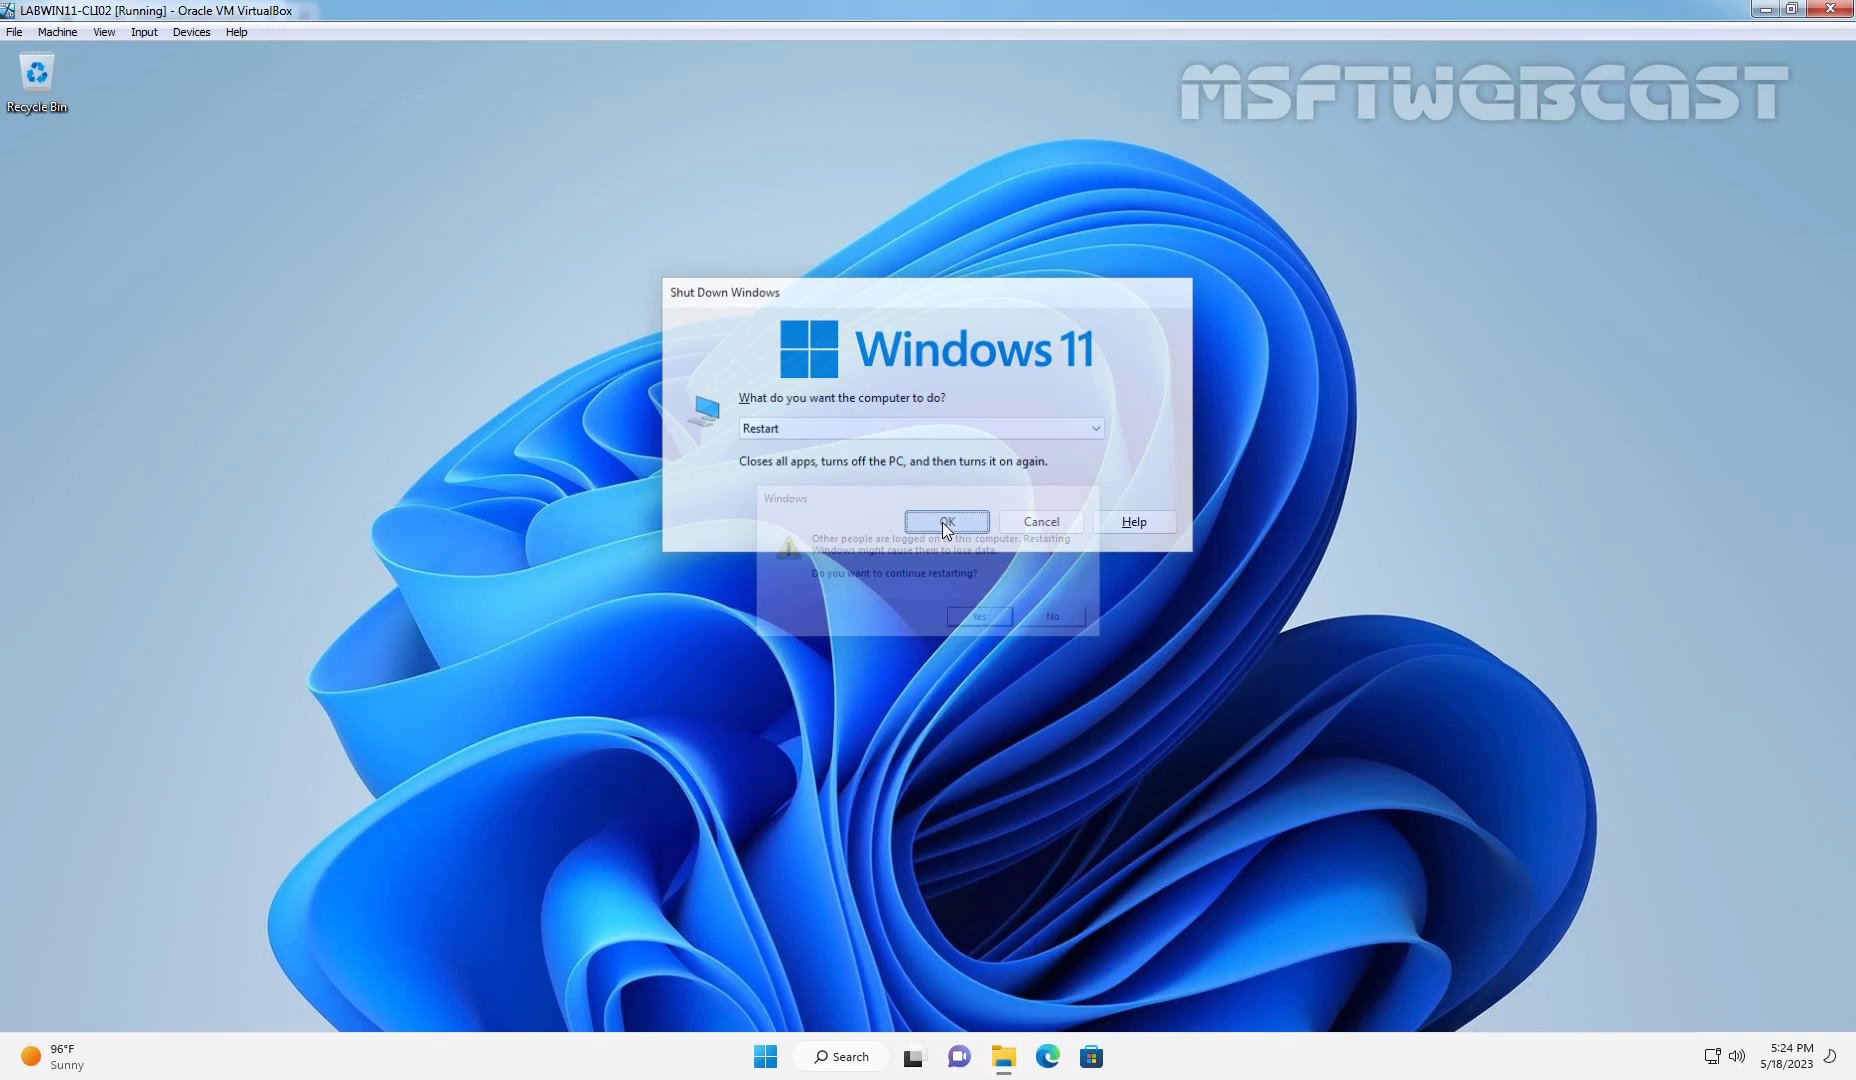 LABWIN11-CLI02 [Running] - Oracle VM VirtualBox
File Machine View Input Devices Help
Recycle Bin
MSFTWEBCAST
Shut Down Windows
Windows 11
What do you want the computer to do?
Restart
Closes all apps, turns off the PC, and then turns it on again.
Windows
OK Cancel Help
Other people are logged on to this computer. Restarting
Windows might cause them to lose data.
Do you want to continue restarting?
Yes No
96°F
Sunny
Search
5:24 PM
5/18/2023